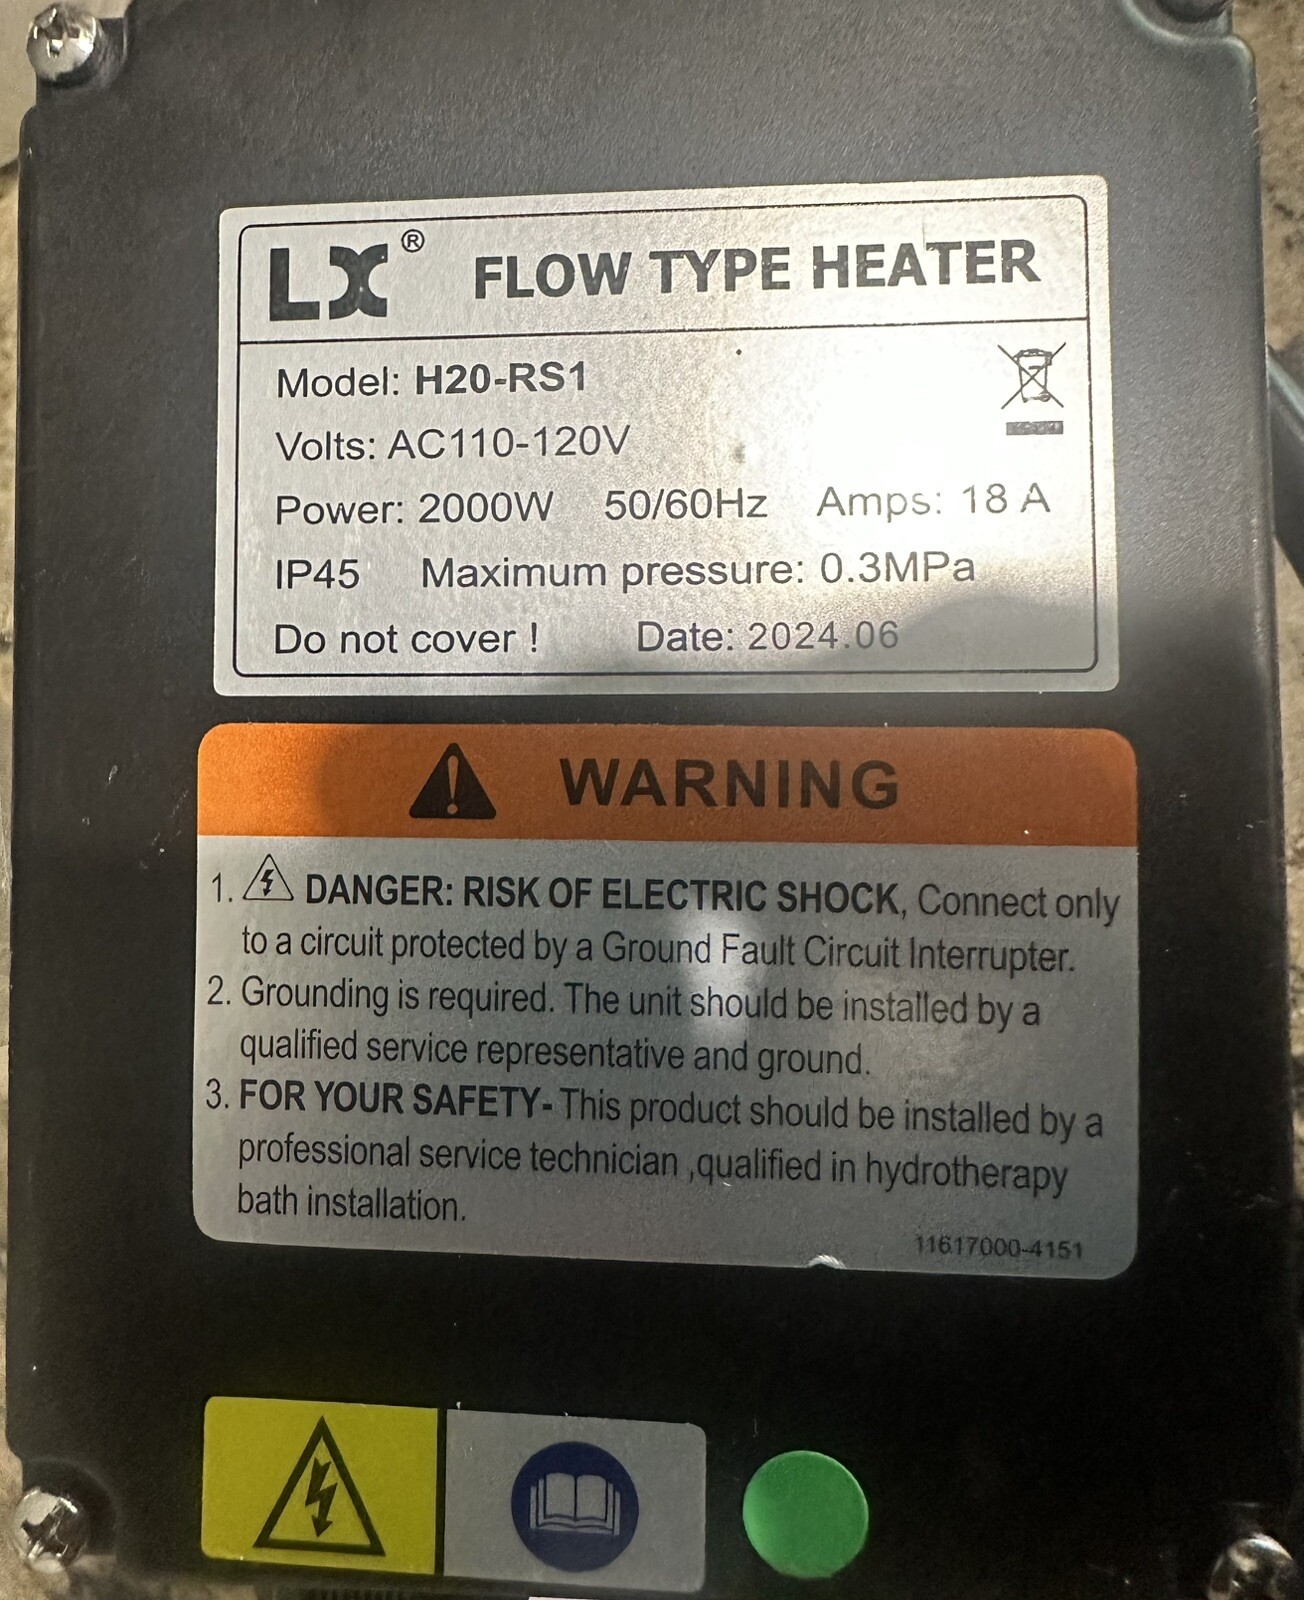 LX® FLOW TYPE HEATER
Model: H20-RS1
Volts: AC110-120V
Power: 2000W 50/60Hz Amps: 18 A
IP45 Maximum pressure: 0.3MPa
Do not cover ! Date: 2024.06
WARNING
1. DANGER: RISK OF ELECTRIC SHOCK, Connect only
to a circuit protected by a Ground Fault Circuit Interrupter.
2. Grounding is required. The unit should be installed by a
qualified service representative and ground.
3. FOR YOUR SAFETY- This product should be installed by a
professional service technician ,qualified in hydrotherapy
bath installation.
11617000-4151